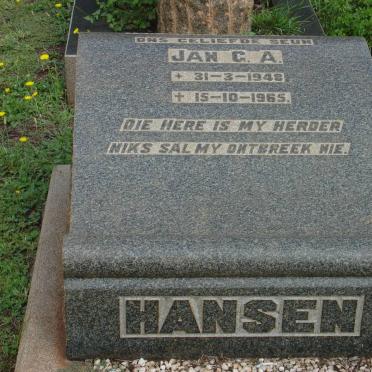 ONS GELIEFDE SEUN
JAN C. A.
+ 31-3-1948
+ 15-10-1965.
DIE HERE IS MY HERDER
NIKS SAL MY ONTBREEK NIE.
HANSEN